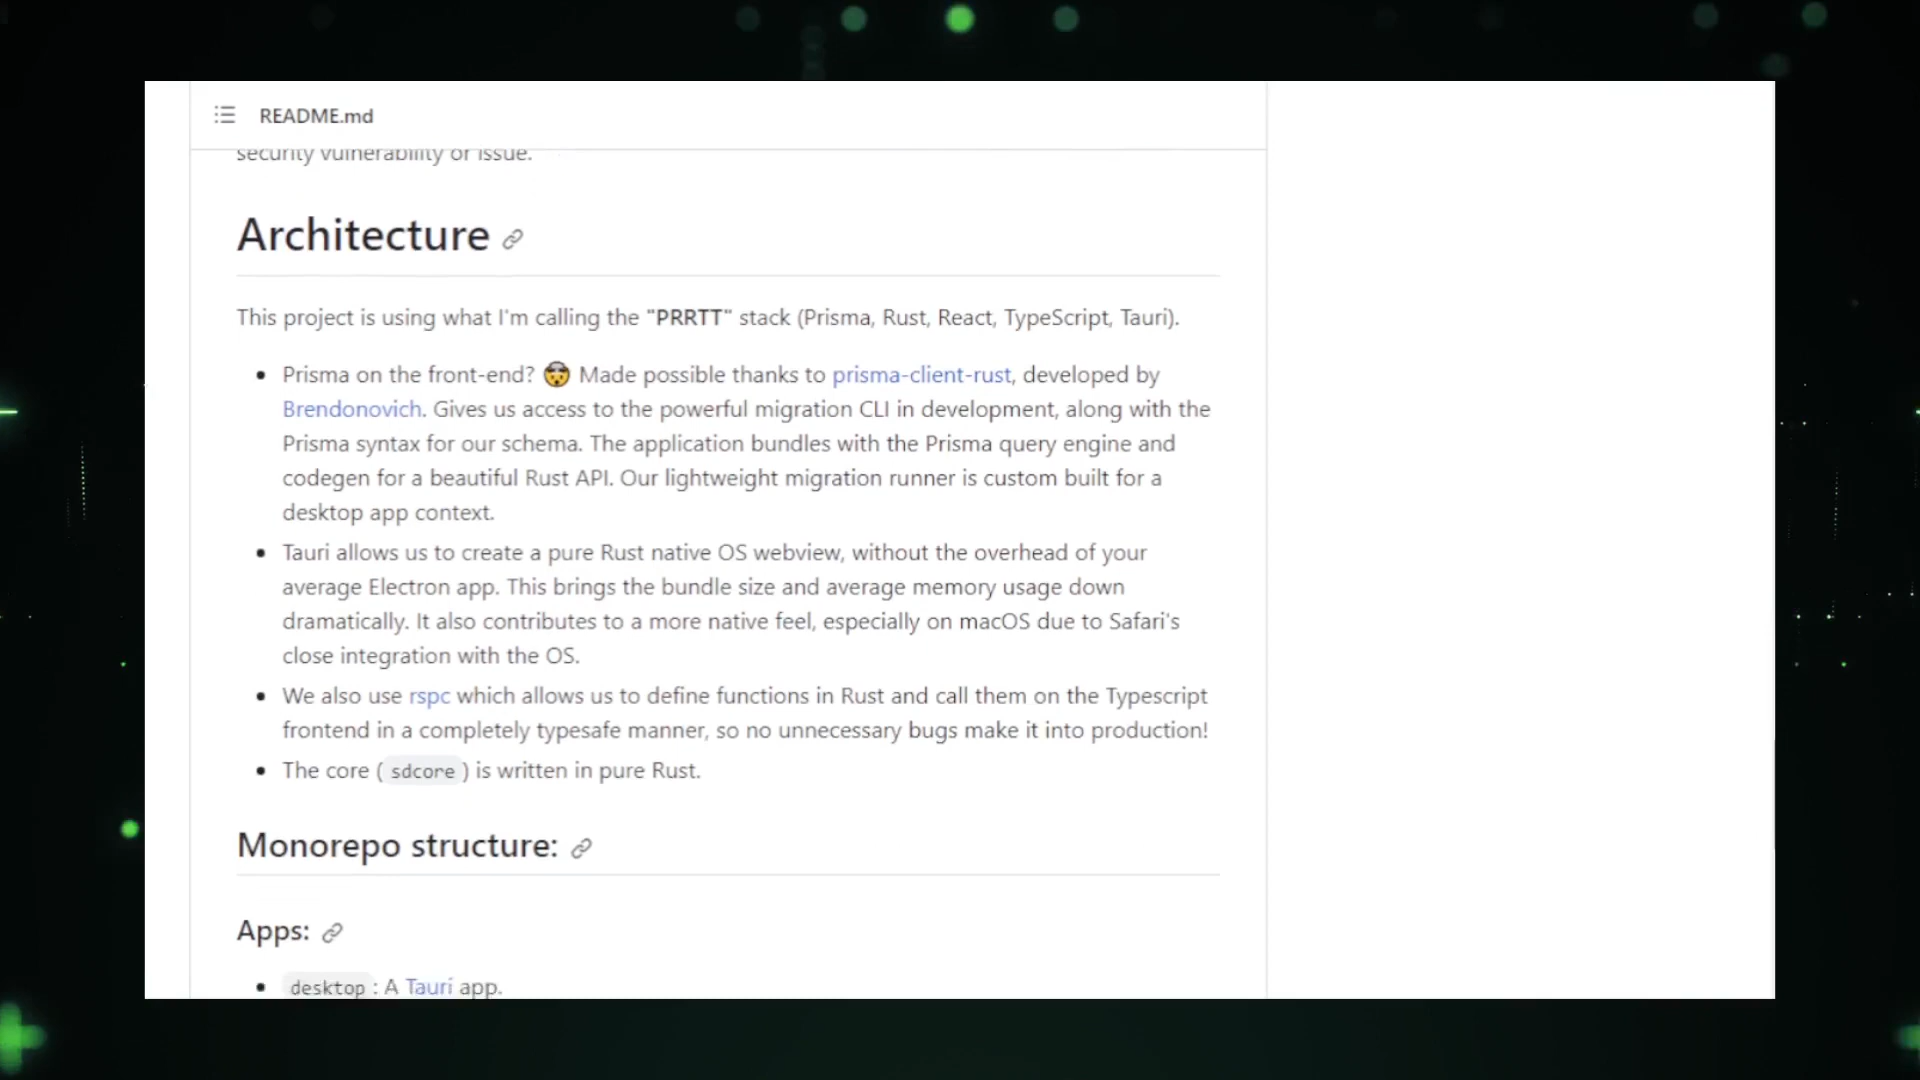 README.md
security vulnerability or issue.
Architecture
This project is using what I'm calling the "PRRTT" stack (Prisma, Rust, React, TypeScript, Tauri).
• Prisma on the front-end? 🤯 Made possible thanks to prisma-client-rust, developed by
Brendonovich. Gives us access to the powerful migration CLI in development, along with the
Prisma syntax for our schema. The application bundles with the Prisma query engine and
codegen for a beautiful Rust API. Our lightweight migration runner is custom built for a
desktop app context.
• Tauri allows us to create a pure Rust native OS webview, without the overhead of your
average Electron app. This brings the bundle size and average memory usage down
dramatically. It also contributes to a more native feel, especially on macOS due to Safari's
close integration with the OS.
• We also use rspc which allows us to define functions in Rust and call them on the Typescript
frontend in a completely typesafe manner, so no unnecessary bugs make it into production!
• The core ( sdcore ) is written in pure Rust.
Monorepo structure:
Apps:
• desktop : A Tauri app.